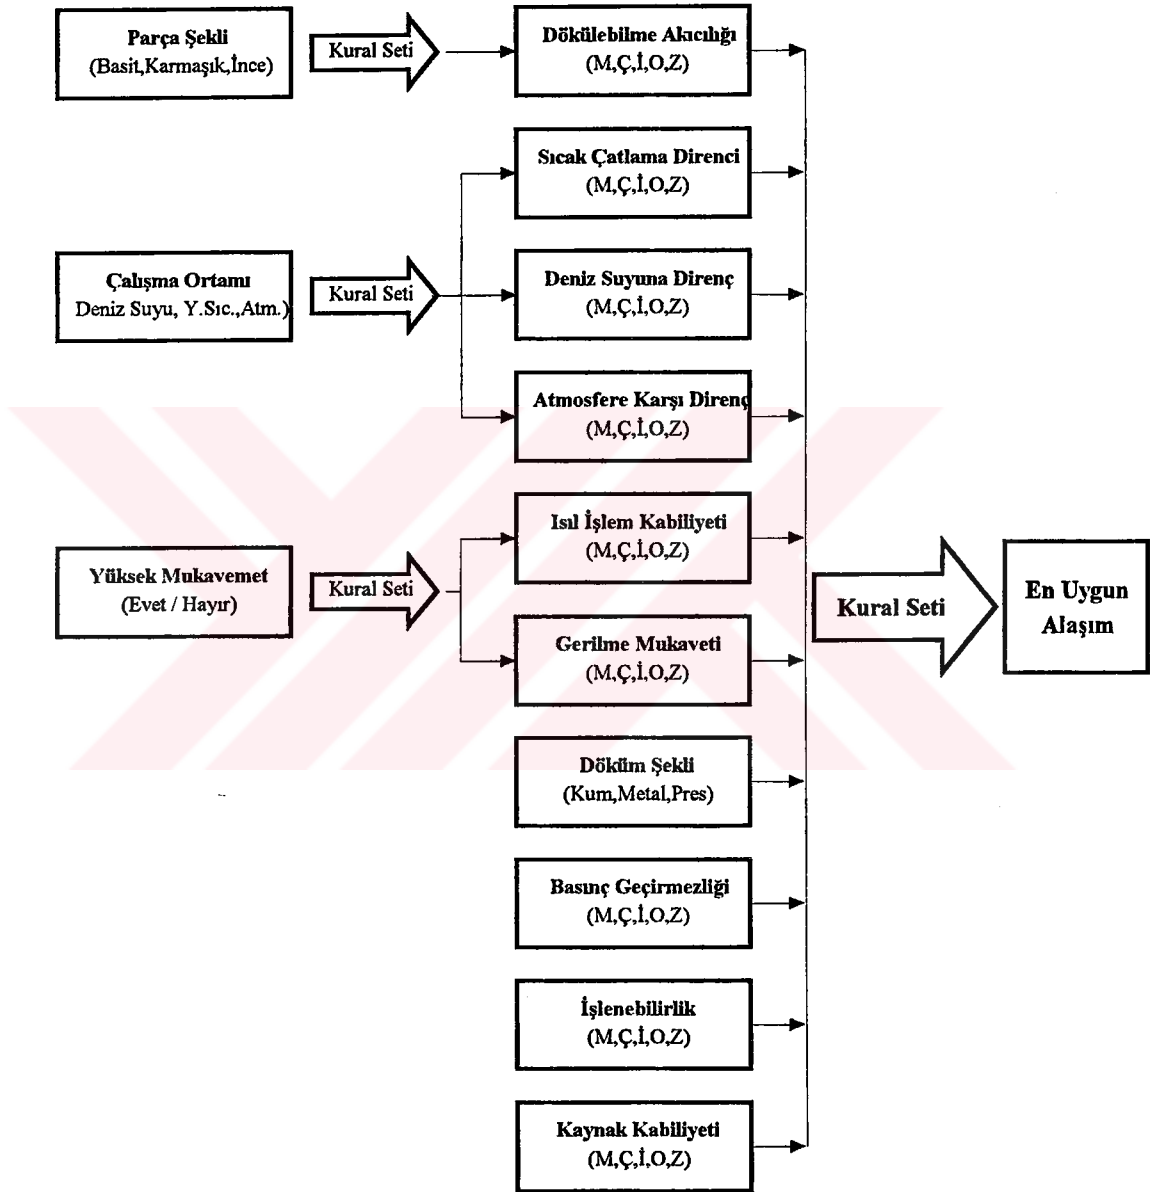 Parça Şekli
(Basit,Karmaşık,İnce)
Kural Seti
Dökülebilme Akıcılığı
(M,Ç,İ,O,Z)
Sıcak Çatlama Direnci
(M,Ç,İ,O,Z)
Çalışma Ortamı
Deniz Suyu, Y.Sıc.,Atm.)
Kural Seti
Deniz Suyuna Direnç
(M,Ç,İ,O,Z)
Atmosfere Karşı Direnç
(M,Ç,İ,O,Z)
Yüksek Mukavemet
(Evet / Hayır)
Kural Seti
Isıl İşlem Kabiliyeti
(M,Ç,İ,O,Z)
Gerilme Mukaveti
(M,Ç,İ,O,Z)
Döküm Şekli
(Kum,Metal,Pres)
Basınç Geçirmezliği
(M,Ç,İ,O,Z)
İşlenebilirlik
(M,Ç,İ,O,Z)
Kaynak Kabiliyeti
(M,Ç,İ,O,Z)
Kural Seti
En Uygun
Alaşım